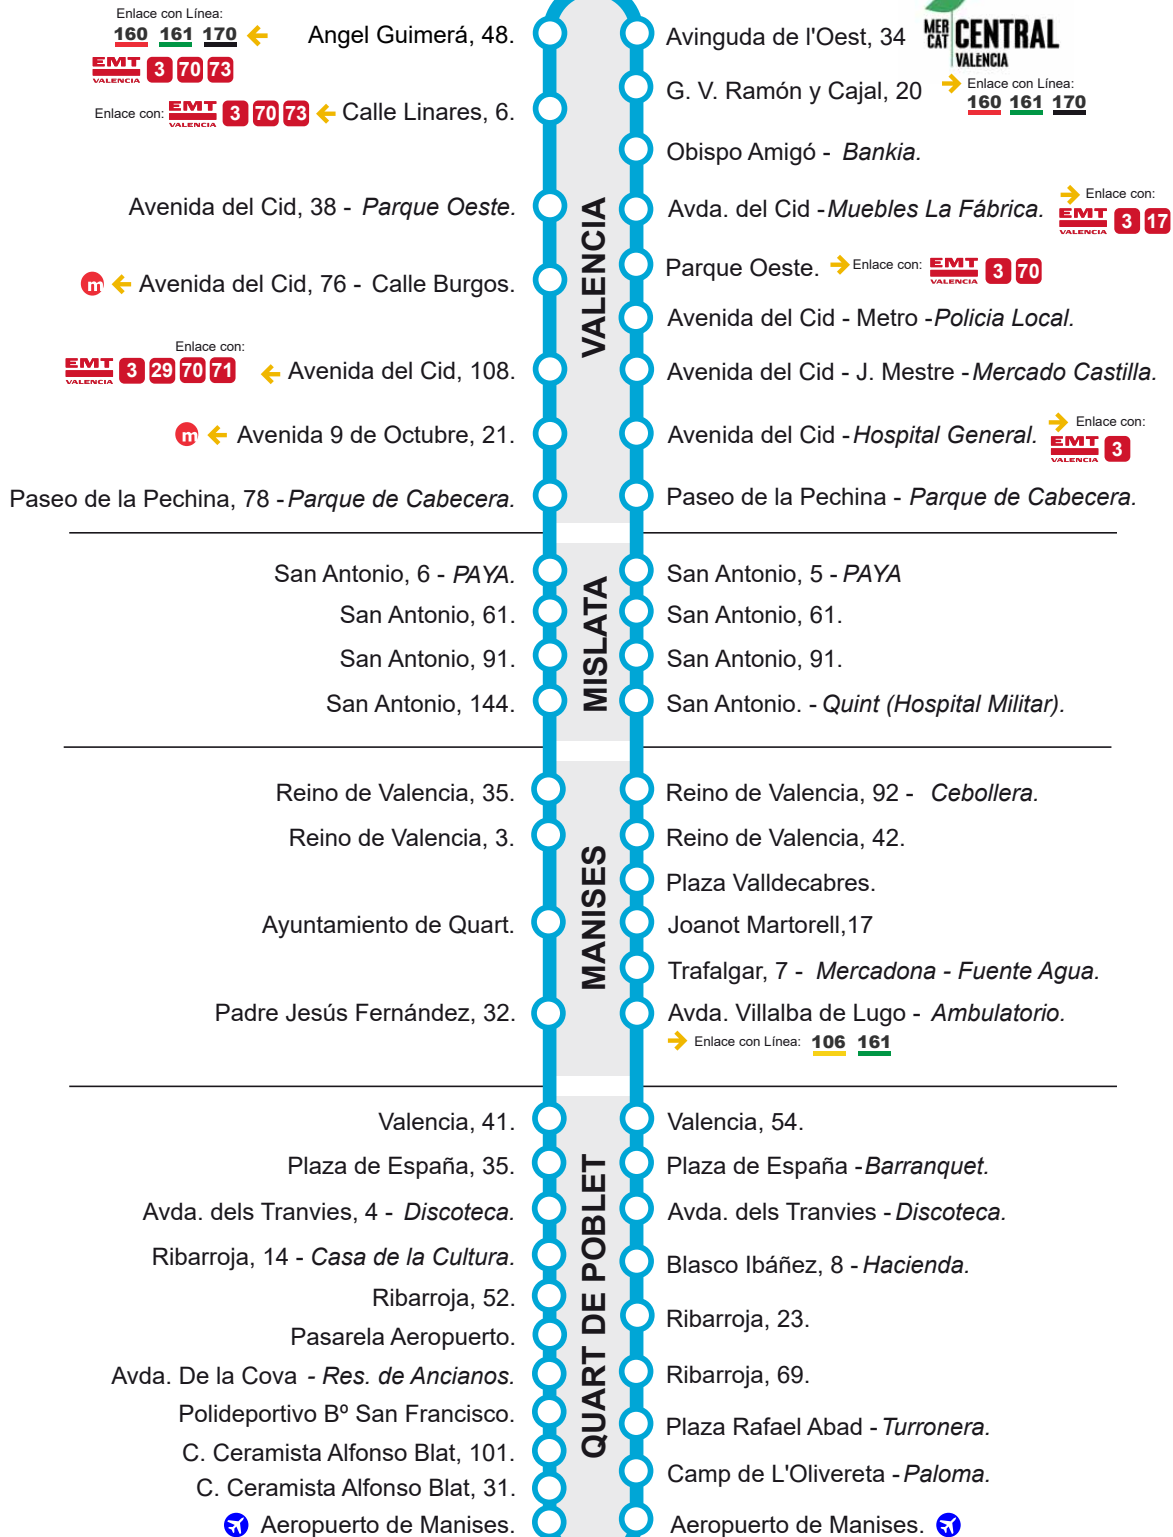 Enlace con Línea:
160 161 170
Angel Guimerá, 48.
EMT VALENCIA 3 70 73
Enlace con: EMT VALENCIA 3 70 73
Calle Linares, 6.
Avenida del Cid, 38 - Parque Oeste.
m Avenida del Cid, 76 - Calle Burgos.
Enlace con:
EMT VALENCIA 3 29 70 71
Avenida del Cid, 108.
m Avenida 9 de Octubre, 21.
Paseo de la Pechina, 78 - Parque de Cabecera.
VALENCIA
Avinguda de l'Oest, 34
MERCAT CENTRAL VALÈNCIA
G. V. Ramón y Cajal, 20
Enlace con Línea:
160 161 170
Obispo Amigó - Bankia.
Avda. del Cid - Muebles La Fábrica.
Enlace con:
EMT VALENCIA 3 17
Parque Oeste.
Enlace con: EMT VALENCIA 3 70
Avenida del Cid - Metro - Policia Local.
Avenida del Cid - J. Mestre - Mercado Castilla.
Avenida del Cid - Hospital General.
Enlace con:
EMT VALENCIA 3
Paseo de la Pechina - Parque de Cabecera.
San Antonio, 6 - PAYA.
San Antonio, 61.
San Antonio, 91.
San Antonio, 144.
MISLATA
San Antonio, 5 - PAYA
San Antonio, 61.
San Antonio, 91.
San Antonio. - Quint (Hospital Militar).
Reino de Valencia, 35.
Reino de Valencia, 3.
Ayuntamiento de Quart.
Padre Jesús Fernández, 32.
MANISES
Reino de Valencia, 92 - Cebollera.
Reino de Valencia, 42.
Plaza Valldecabres.
Joanot Martorell,17
Trafalgar, 7 - Mercadona - Fuente Agua.
Avda. Villalba de Lugo - Ambulatorio.
Enlace con Línea: 106 161
Valencia, 41.
Plaza de España, 35.
Avda. dels Tranvies, 4 - Discoteca.
Ribarroja, 14 - Casa de la Cultura.
Ribarroja, 52.
Pasarela Aeropuerto.
Avda. De la Cova - Res. de Ancianos.
Polideportivo Bº San Francisco.
C. Ceramista Alfonso Blat, 101.
C. Ceramista Alfonso Blat, 31.
Aeropuerto de Manises.
QUART DE POBLET
Valencia, 54.
Plaza de España - Barranquet.
Avda. dels Tranvies - Discoteca.
Blasco Ibáñez, 8 - Hacienda.
Ribarroja, 23.
Ribarroja, 69.
Plaza Rafael Abad - Turronera.
Camp de L'Olivereta - Paloma.
Aeropuerto de Manises.